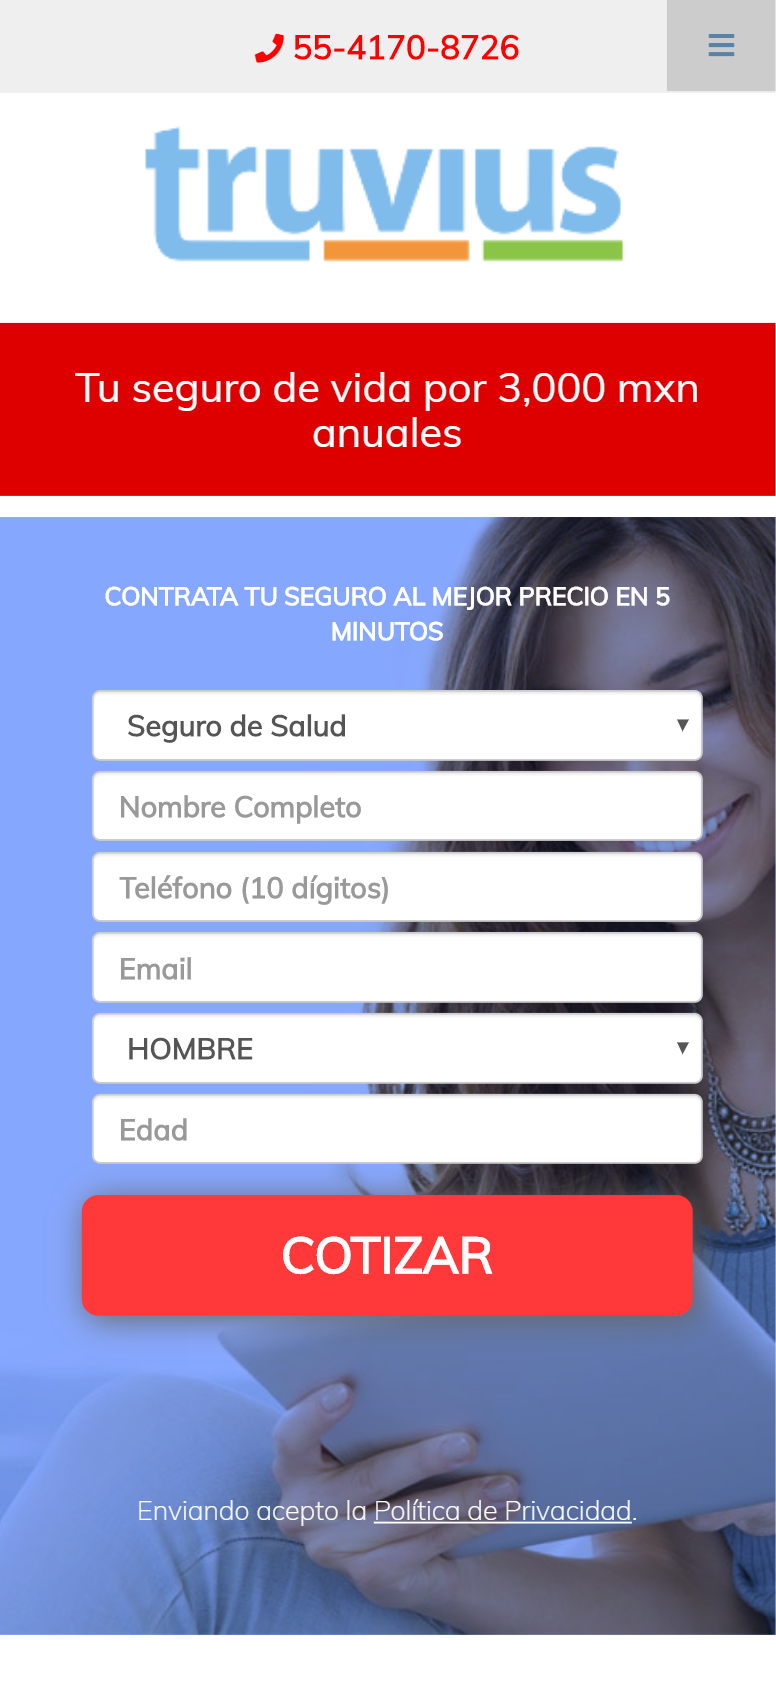 55-4170-8726
truvius
Tu seguro de vida por 3,000 mxn
anuales
CONTRATA TU SEGURO AL MEJOR PRECIO EN 5
MINUTOS
Seguro de Salud
Nombre Completo
Teléfono (10 dígitos)
Email
HOMBRE
Edad
COTIZAR
Enviando acepto la Política de Privacidad.